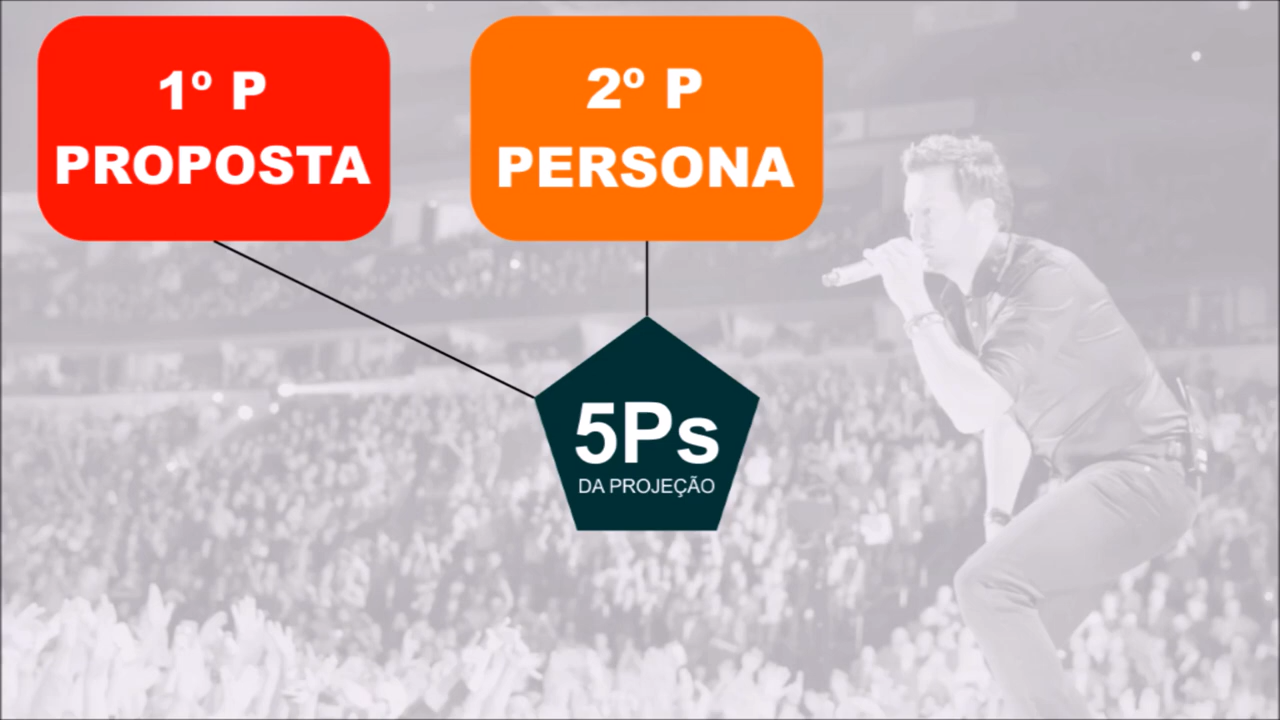 1º P
PROPOSTA
2º P
PERSONA
5Ps
DA PROJEÇÃO